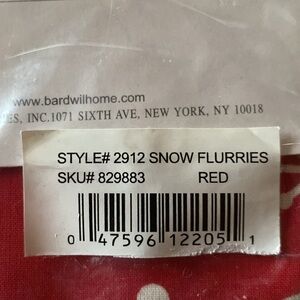 www.bardwilhome.com
ES, INC.1071 SIXTH AVE, NEW YORK, NY 10018
STYLE# 2912 SNOW FLURRIES
SKU# 829883 RED
0 47596 12205 1